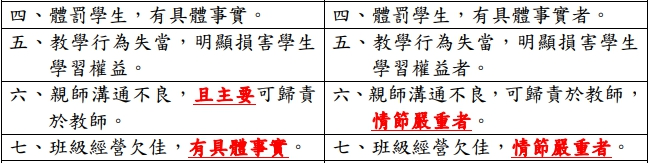 四、體罰學生，有具體事實。
五、教學行為失當，明顯損害學生
學習權益。
六、親師溝通不良，且主要可歸責
於教師。
七、班級經營欠佳，有具體事實。
四、體罰學生，有具體事實者。
五、教學行為失當，明顯損害學生
學習權益者。
六、親師溝通不良，可歸責於教師，
情節嚴重者。
七、班級經營欠佳，情節嚴重者。